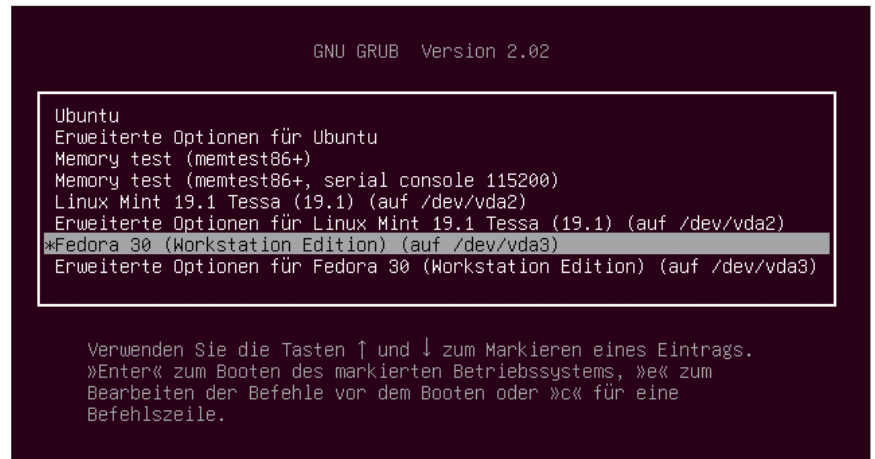 GNU GRUB  Version 2.02
Ubuntu
Erweiterte Optionen für Ubuntu
Memory test (memtest86+)
Memory test (memtest86+, serial console 115200)
Linux Mint 19.1 Tessa (19.1) (auf /dev/vda2)
Erweiterte Optionen für Linux Mint 19.1 Tessa (19.1) (auf /dev/vda2)
*Fedora 30 (Workstation Edition) (auf /dev/vda3)
Erweiterte Optionen für Fedora 30 (Workstation Edition) (auf /dev/vda3)
Verwenden Sie die Tasten ↑ und ↓ zum Markieren eines Eintrags.
»Enter« zum Booten des markierten Betriebssystems, »e« zum
Bearbeiten der Befehle vor dem Booten oder »c« für eine
Befehlszeile.